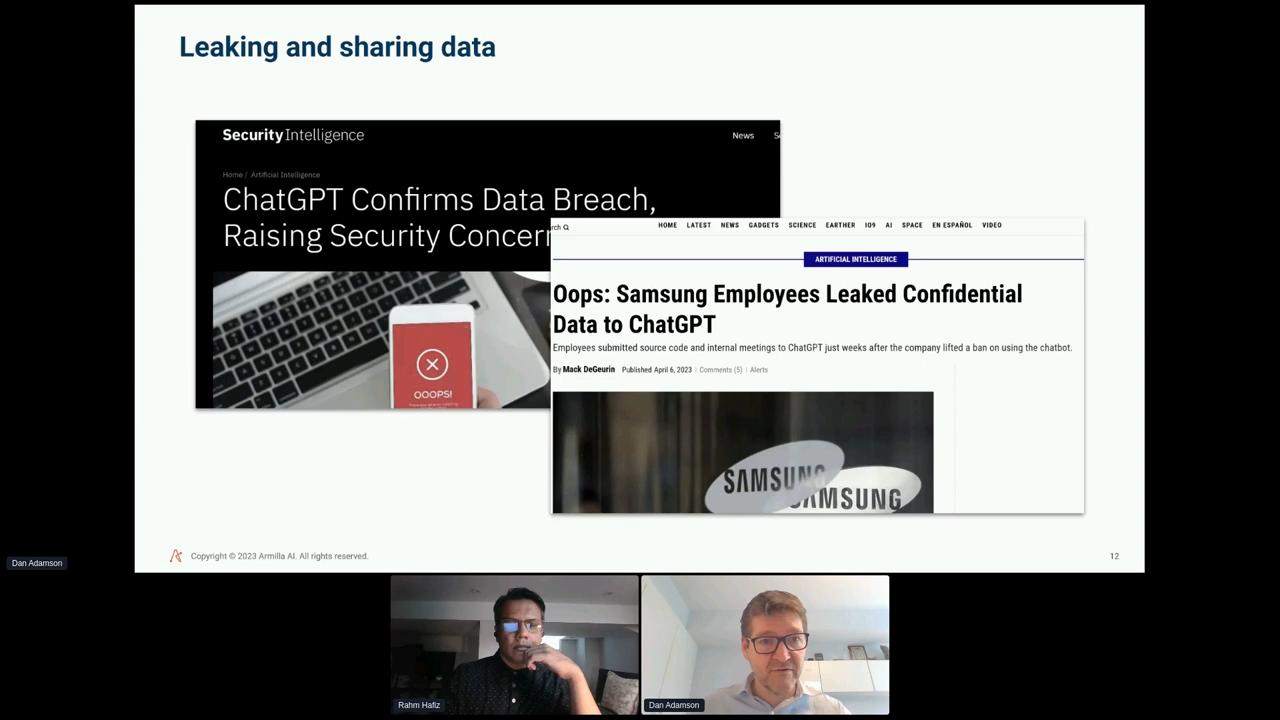 Leaking and sharing data
SecurityIntelligence
News
Home / Artificial Intelligence
ChatGPT Confirms Data Breach,
Raising Security Concern
OOOPS!
rch
HOME LATEST NEWS GADGETS SCIENCE EARTHER IO9 AI SPACE EN ESPAÑOL VIDEO
ARTIFICIAL INTELLIGENCE
Oops: Samsung Employees Leaked Confidential
Data to ChatGPT
Employees submitted source code and internal meetings to ChatGPT just weeks after the company lifted a ban on using the chatbot.
By Mack DeGeurin Published April 6, 2023 | Comments (5) | Alerts
SAMSUNG
SAMSUNG
Copyright © 2023 Armilla AI. All rights reserved.
12
Dan Adamson
Rahm Hafiz
Dan Adamson